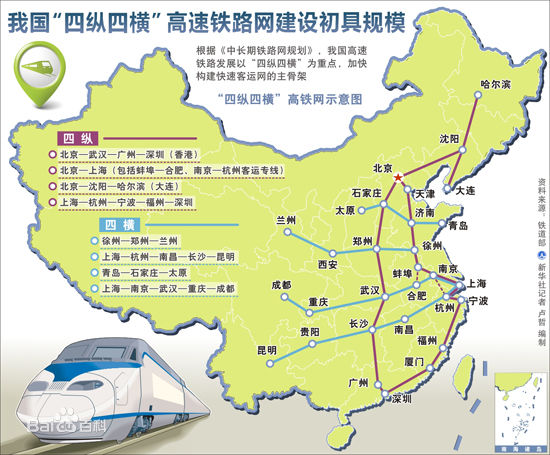 我国“四纵四横”高速铁路网建设初具规模
根据《中长期铁路网规划》，我国高速
铁路发展以“四纵四横”为重点，加快
构建快速客运网的主骨架
“四纵四横”高铁网示意图
四 纵
北京—武汉—广州—深圳（香港）
北京—上海（包括蚌埠—合肥、南京—杭州客运专线）
北京—沈阳—哈尔滨（大连）
上海—杭州—宁波—福州—深圳
四 横
徐州—郑州—兰州
上海—杭州—南昌—长沙—昆明
青岛—石家庄—太原
上海—南京—武汉—重庆—成都
哈尔滨
沈阳
北京
大连
天津
石家庄
太原
济南
青岛
兰州
郑州
徐州
西安
蚌埠
南京
成都
上海
合肥
重庆
武汉
宁波
杭州
贵阳
长沙
南昌
昆明
福州
厦门
广州
深圳
资料来源：铁道部
新华社记者 卢哲 编制
南海诸岛
Baidu百科